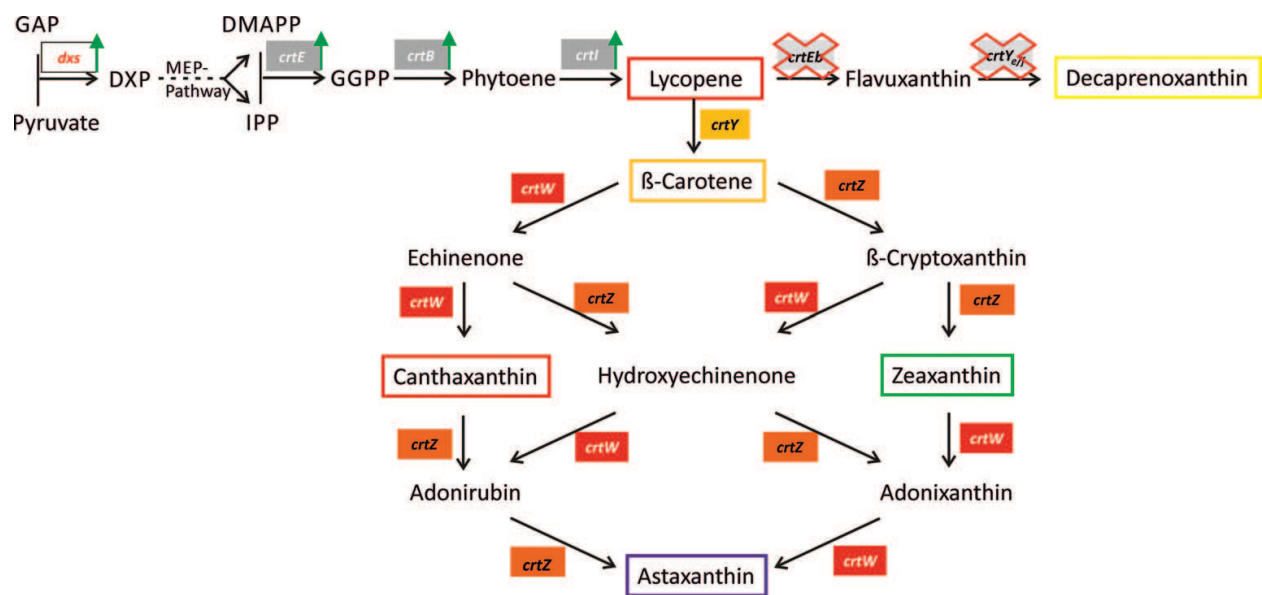 GAP
DMAPP
dxs
MEP-
crtE
crtB
crtI
crtEb
crtYe/f
DXP
Pathway
GGPP
Phytoene
Lycopene
Flavuxanthin
Decaprenoxanthin
Pyruvate
IPP
crtY
crtW
ß-Carotene
crtZ
Echinenone
ß-Cryptoxanthin
crtW
crtZ
crtW
crtZ
Canthaxanthin
Hydroxyechinenone
Zeaxanthin
crtZ
crtW
crtZ
crtW
Adonirubin
Adonixanthin
crtZ
Astaxanthin
crtW